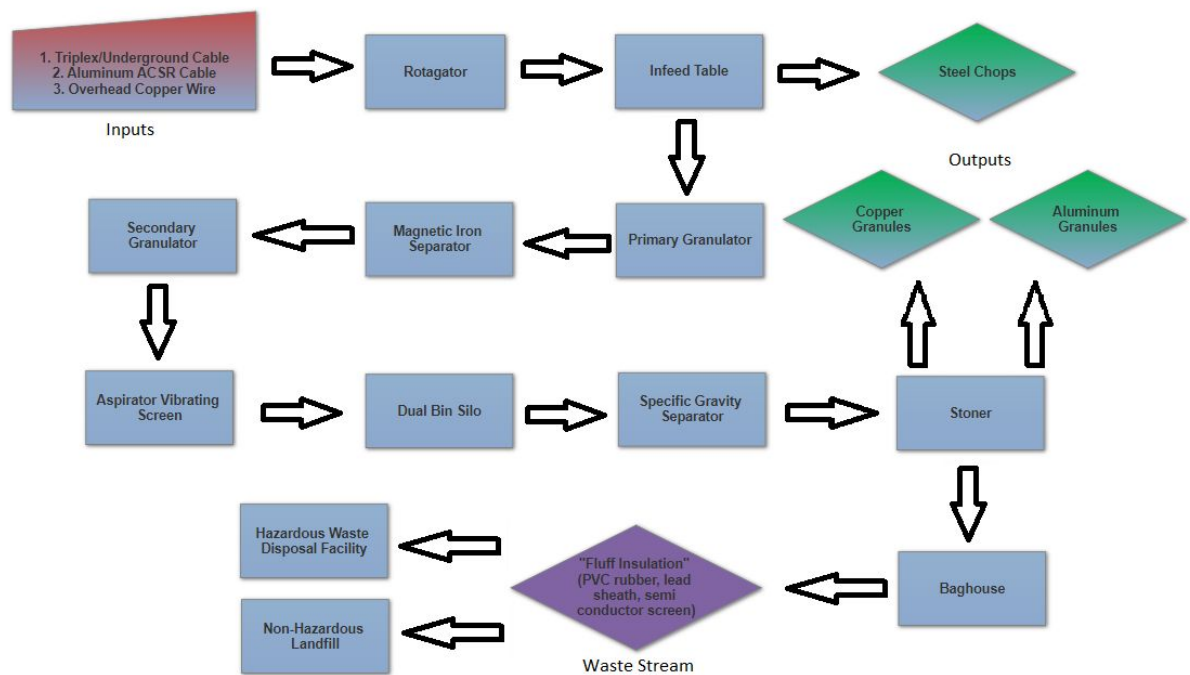 1. Triplex/Underground Cable
2. Aluminum ACSR Cable
3. Overhead Copper Wire
Inputs
Rotagator
Infeed Table
Steel Chops
Outputs
Secondary
Granulator
Magnetic Iron
Separator
Primary Granulator
Copper
Granules
Aluminum
Granules
Aspirator Vibrating
Screen
Dual Bin Silo
Specific Gravity
Separator
Stoner
Hazardous Waste
Disposal Facility
"Fluff Insulation"
(PVC rubber, lead
sheath, semi
conductor screen)
Baghouse
Non-Hazardous
Landfill
Waste Stream